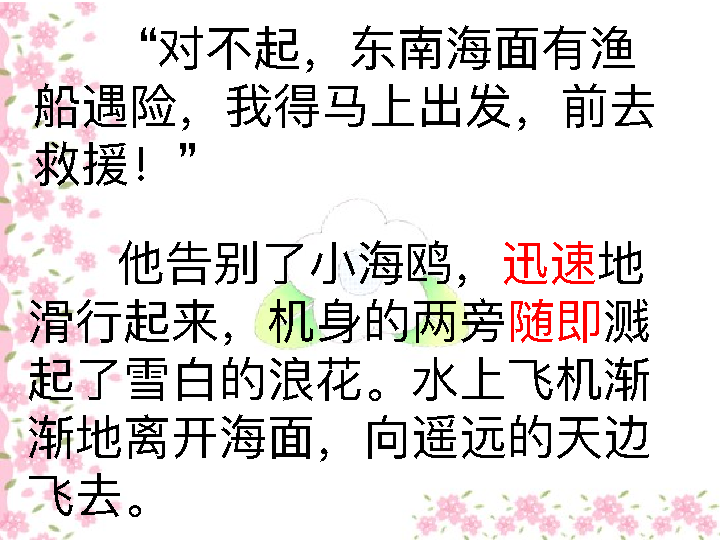 “对不起，东南海面有渔
船遇险，我得马上出发，前去
救援！”
他告别了小海鸥，迅速地
滑行起来，机身的两旁随即溅
起了雪白的浪花。水上飞机渐
渐地离开海面，向遥远的天边
飞去。